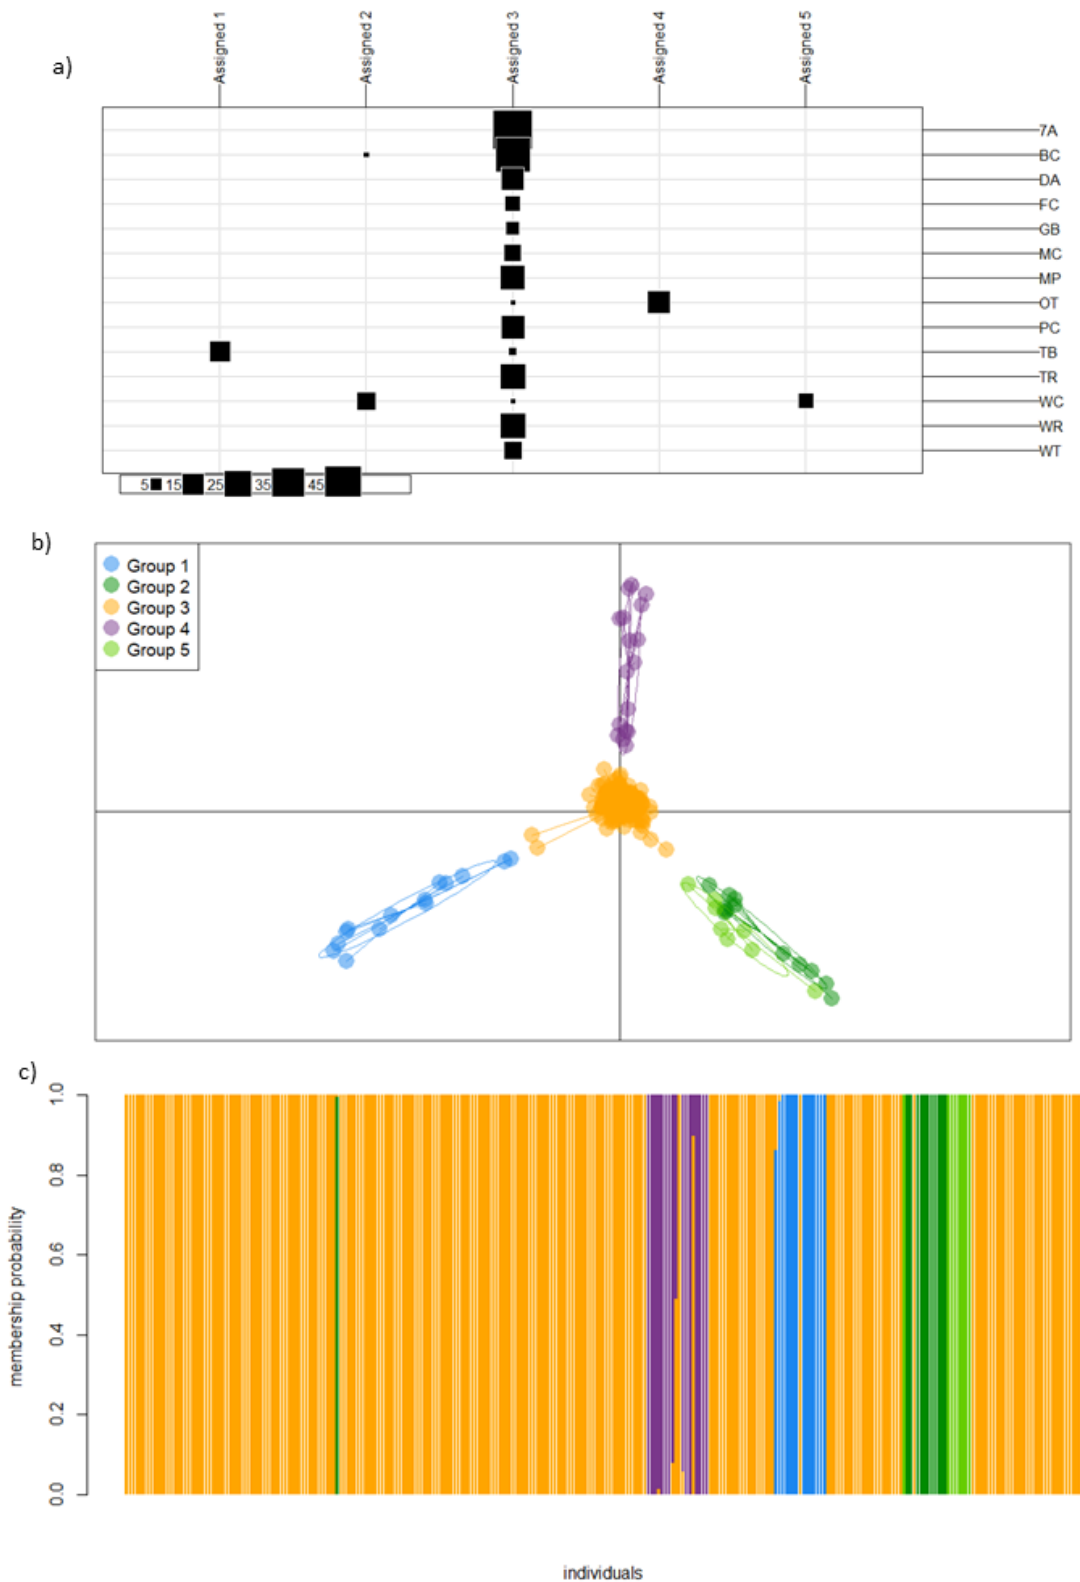 a)
Assigned 1
Assigned 2
Assigned 3
Assigned 4
Assigned 5
7A
BC
DA
FC
GB
MC
MP
OT
PC
TB
TR
WC
WR
WT
5 15 25 35 45
b)
Group 1
Group 2
Group 3
Group 4
Group 5
c)
membership probability
1.0
0.8
0.6
0.4
0.2
0.0
individuals